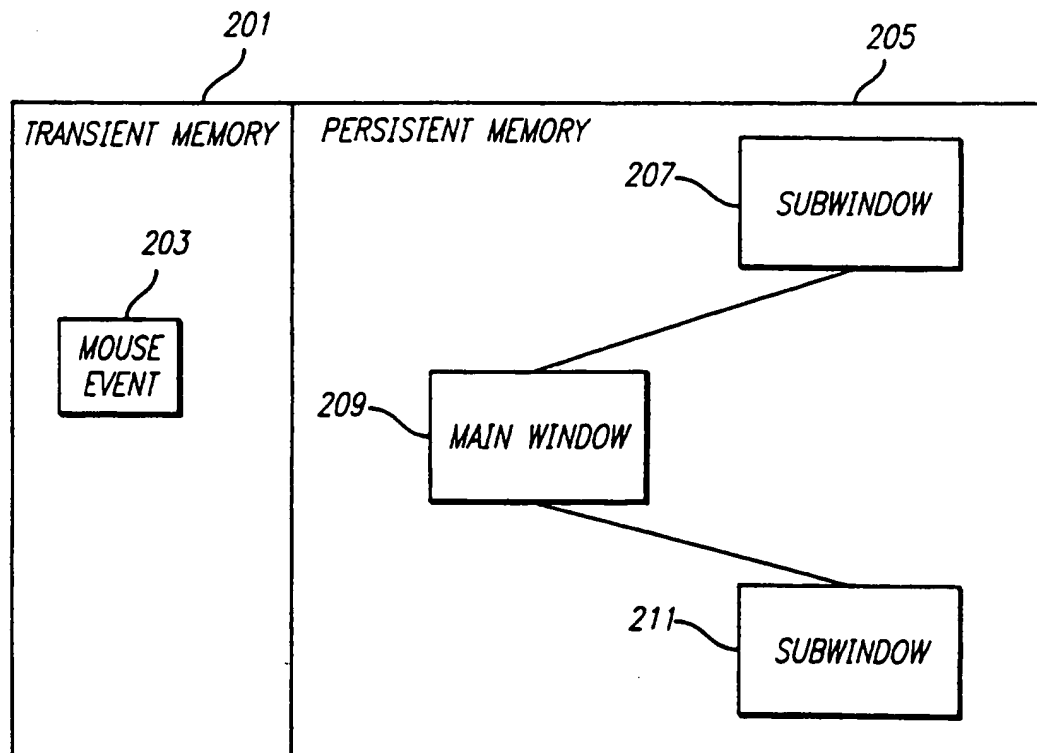 201
205
TRANSIENT MEMORY
PERSISTENT MEMORY
207
SUBWINDOW
203
MOUSE
EVENT
209
MAIN WINDOW
211
SUBWINDOW